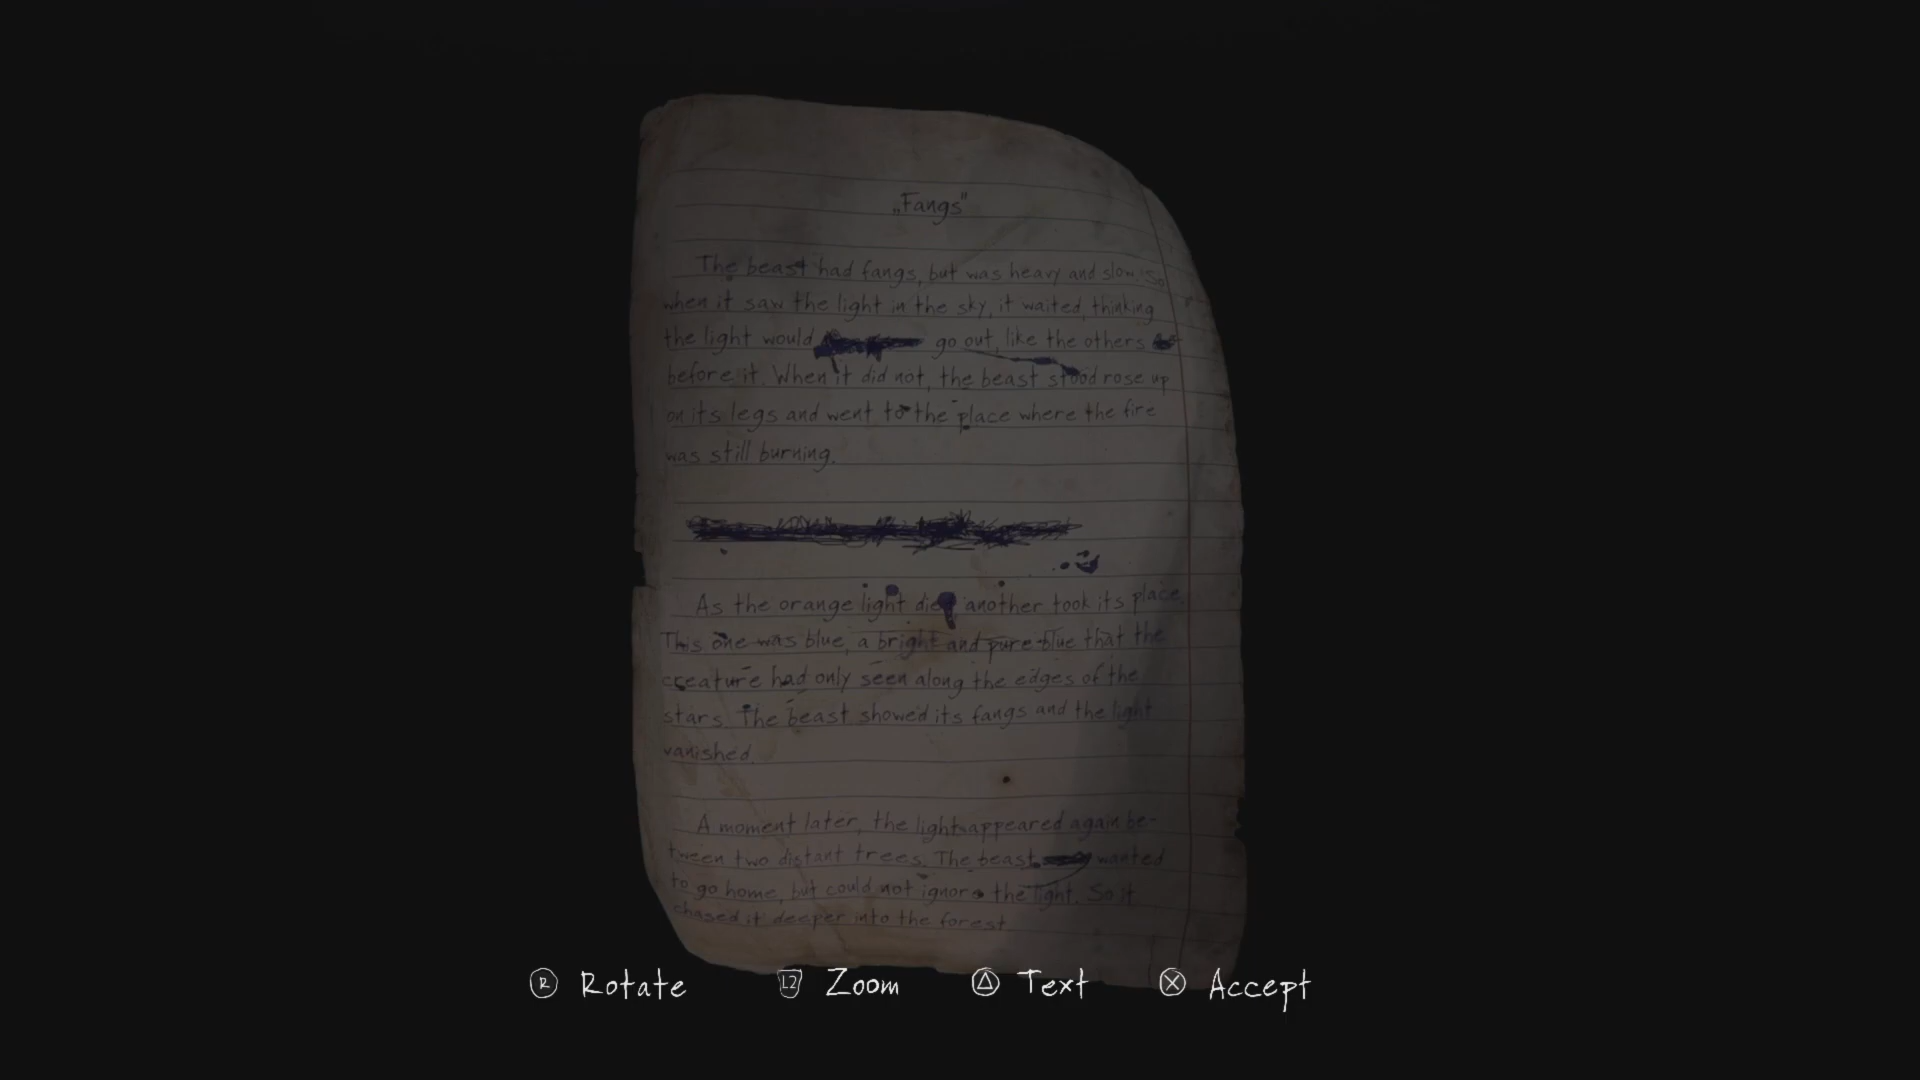 „Fangs"
The beast had fangs, but was heavy and slow. So
when it saw the light in the sky, it waited, thinking
the light would go out, like the others
before it. When it did not, the beast stood rose up
on its legs and went to the place where the fire
was still burning.
As the orange light died another took its place.
This one was blue, a bright and pure blue that the
creature had only seen along the edges of the
stars. The beast showed its fangs and the light
vanished.
A moment later, the light appeared again be-
tween two distant trees. The beast wanted
to go home, but could not ignore the light. So it
chased it deeper into the forest
R Rotate
L2 Zoom
Text
Accept